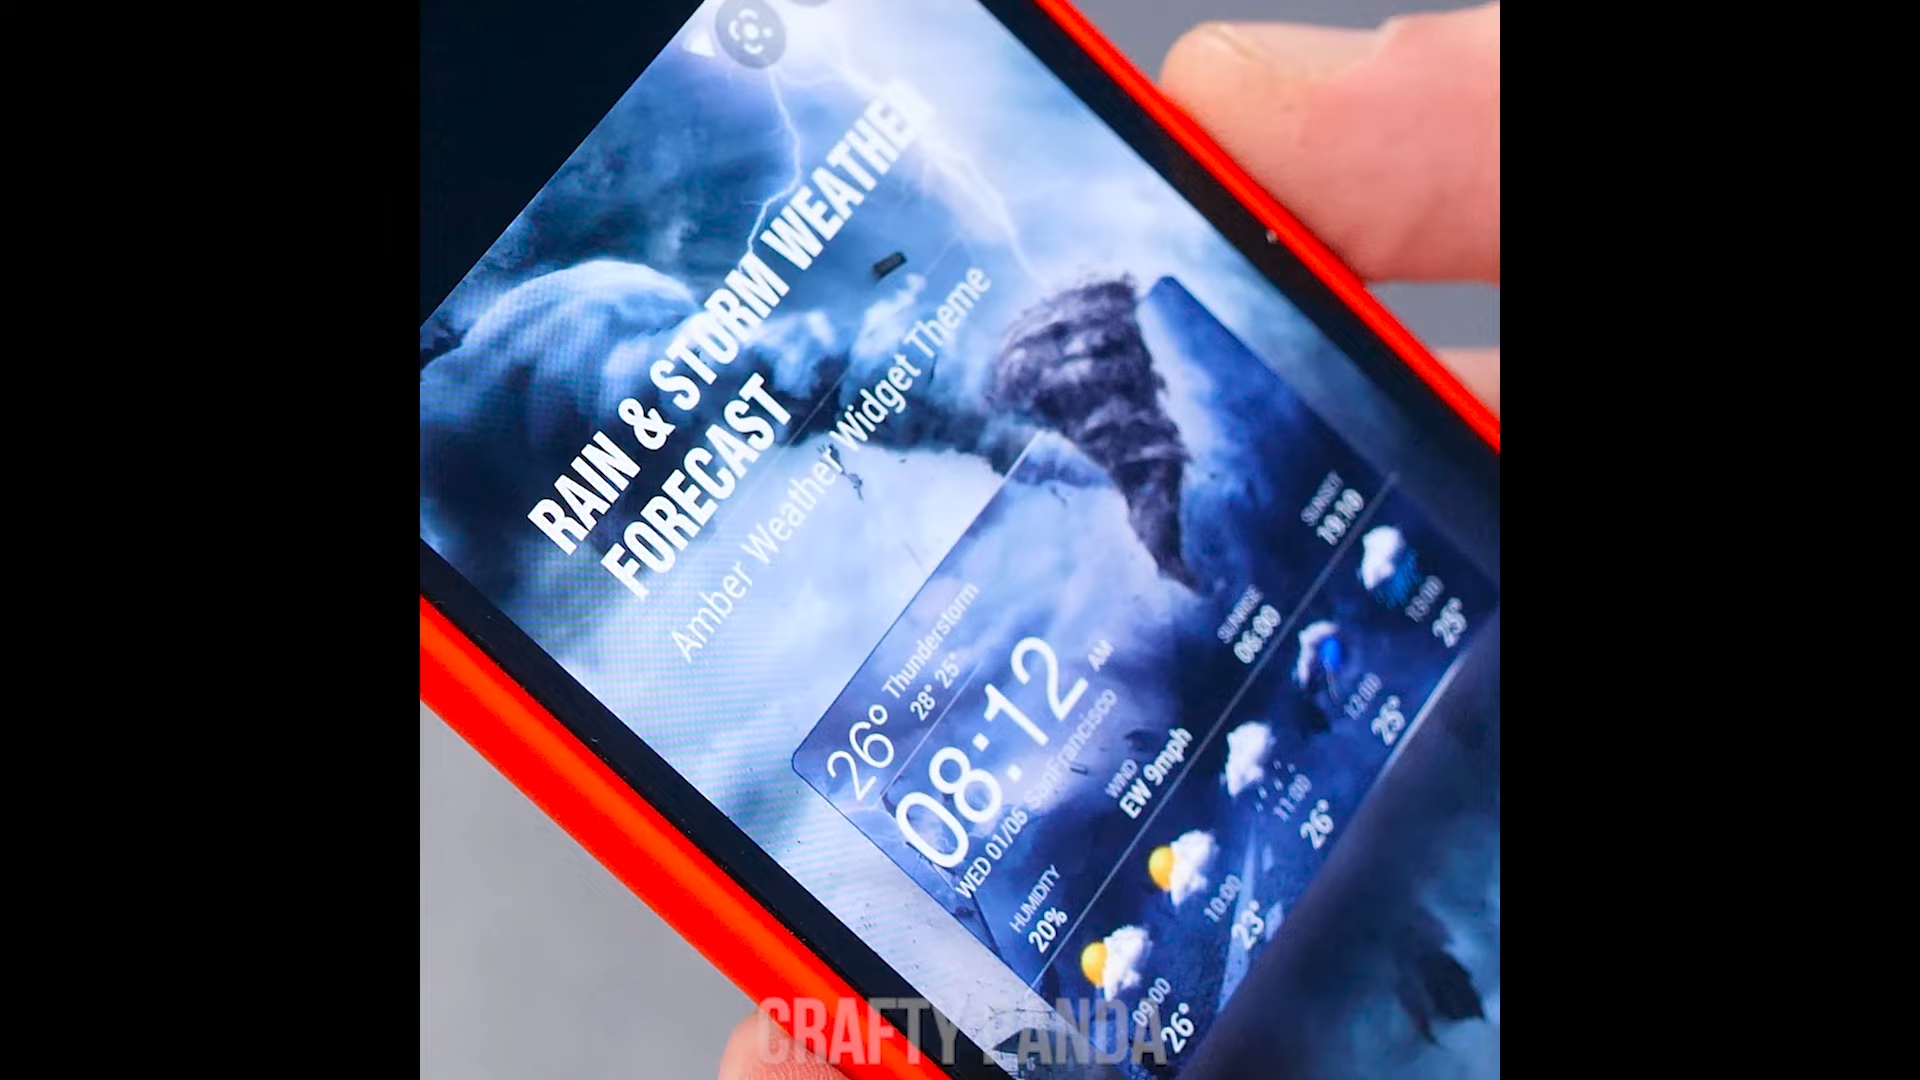 RAIN & STORM WEATHER
FORECAST
Amber Weather Widget Theme
26° Thunderstorm
28° 25°
08:12 AM
WED 01/05 SanFrancisco
HUMIDITY
20%
WIND
EW 9mph
SUNRISE
06:00
SUNSET
19:10
09:00
26°
10:00
23°
11:00
26°
12:00
25°
13:00
25°
CRAFTY PANDA